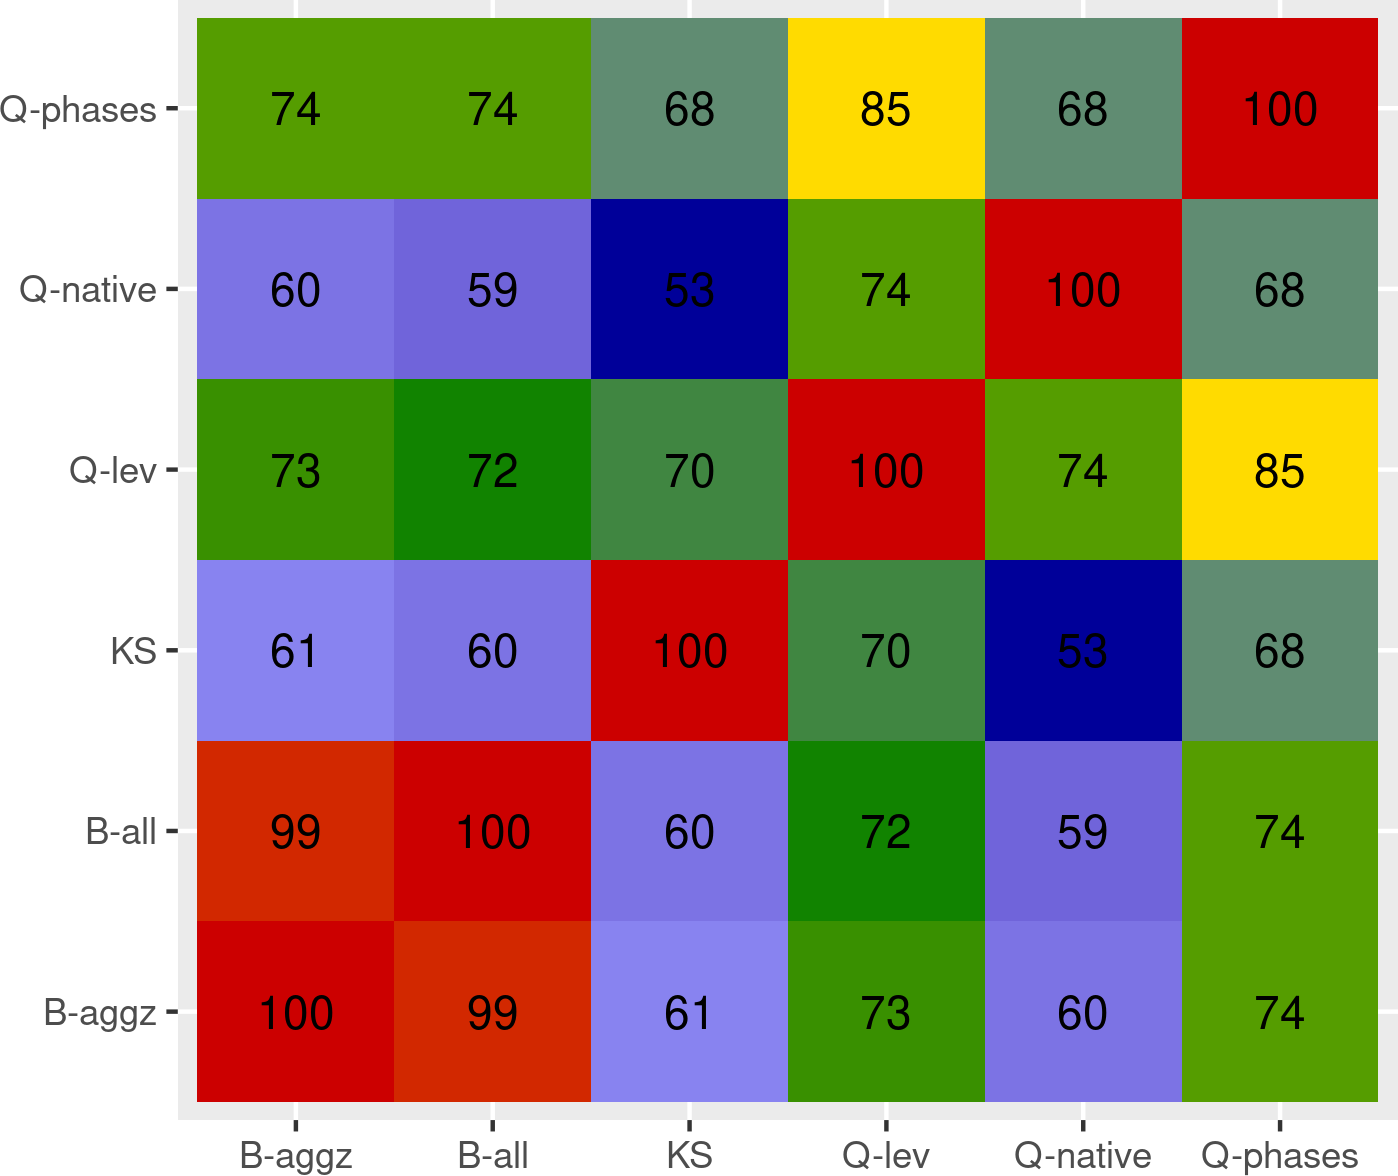 Q-phases 74 74 68 85 68 100
Q-native 60 59 53 74 100 68
Q-lev 73 72 70 100 74 85
KS 61 60 100 70 53 68
B-all 99 100 60 72 59 74
B-aggz 100 99 61 73 60 74
B-aggz B-all KS Q-lev Q-native Q-phases